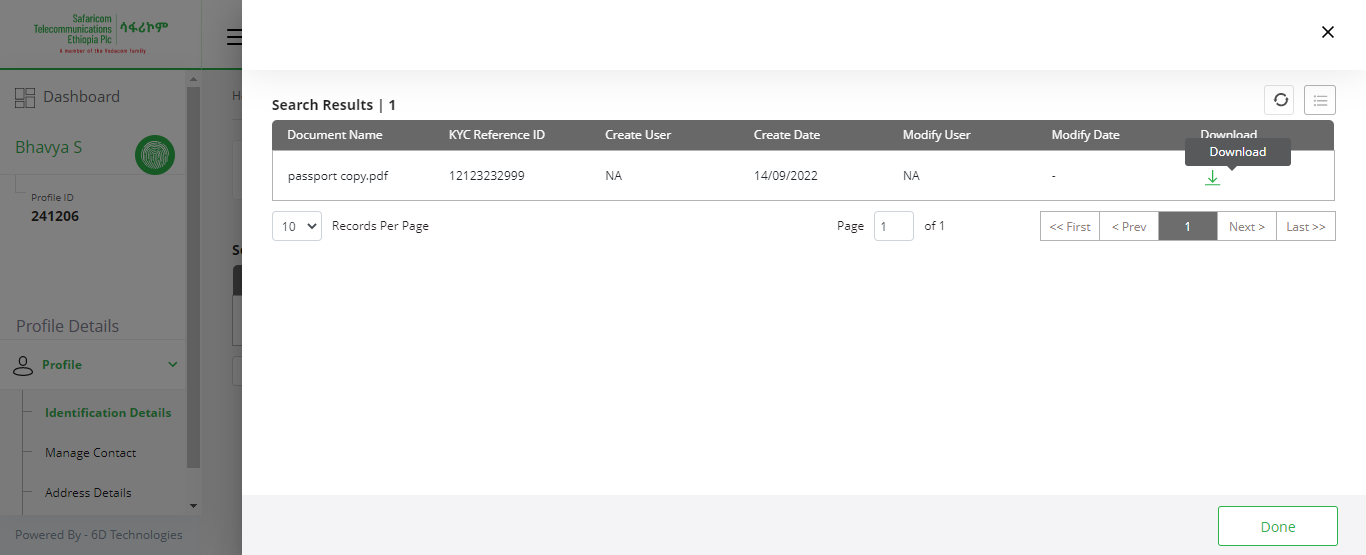 Safaricom
Telecommunications
Ethiopia Plc
ሳፋሪኮም
A member of the Vodacom family
Dashboard
Bhavya S
Profile ID
241206
Profile Details
Profile
Identification Details
Manage Contact
Address Details
Powered By - 6D Technologies
Search Results | 1
Document Name KYC Reference ID Create User Create Date Modify User Modify Date Download
Download
passport copy.pdf 12123232999 NA 14/09/2022 NA -
10 Records Per Page Page 1 of 1 << First < Prev 1 Next > Last >>
Done